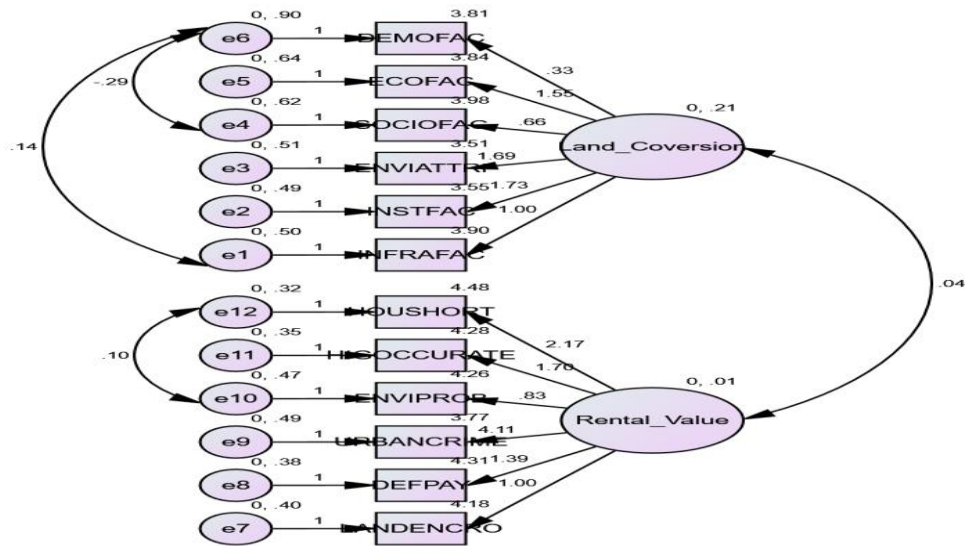 0, .90
3.81
e6
1
DEMOFAC
0, .64
3.84
.33
e5
1
ECOFAC
-.29
0, .62
3.98
1.55
e4
1
SOCIOFAC
.66
0, .21
Land_Coversion
.14
0, .51
3.51
e3
1
ENVIATTRI
1.69
0, .49
3.55
1.73
e2
1
INSTFAC
1.00
0, .50
3.90
e1
1
INFRAFAC
.04
0, .32
4.48
e12
1
HOUSHORT
0, .35
4.28
2.17
e11
1
HIGOCCURATE
.10
0, .47
4.26
1.70
e10
1
ENVIPROP
.83
0, .01
Rental_Value
0, .49
3.77
e9
1
URBANCRIME
4.11
0, .38
4.31
1.39
e8
1
DEFPAY
1.00
0, .40
4.18
e7
1
LANDENCRO